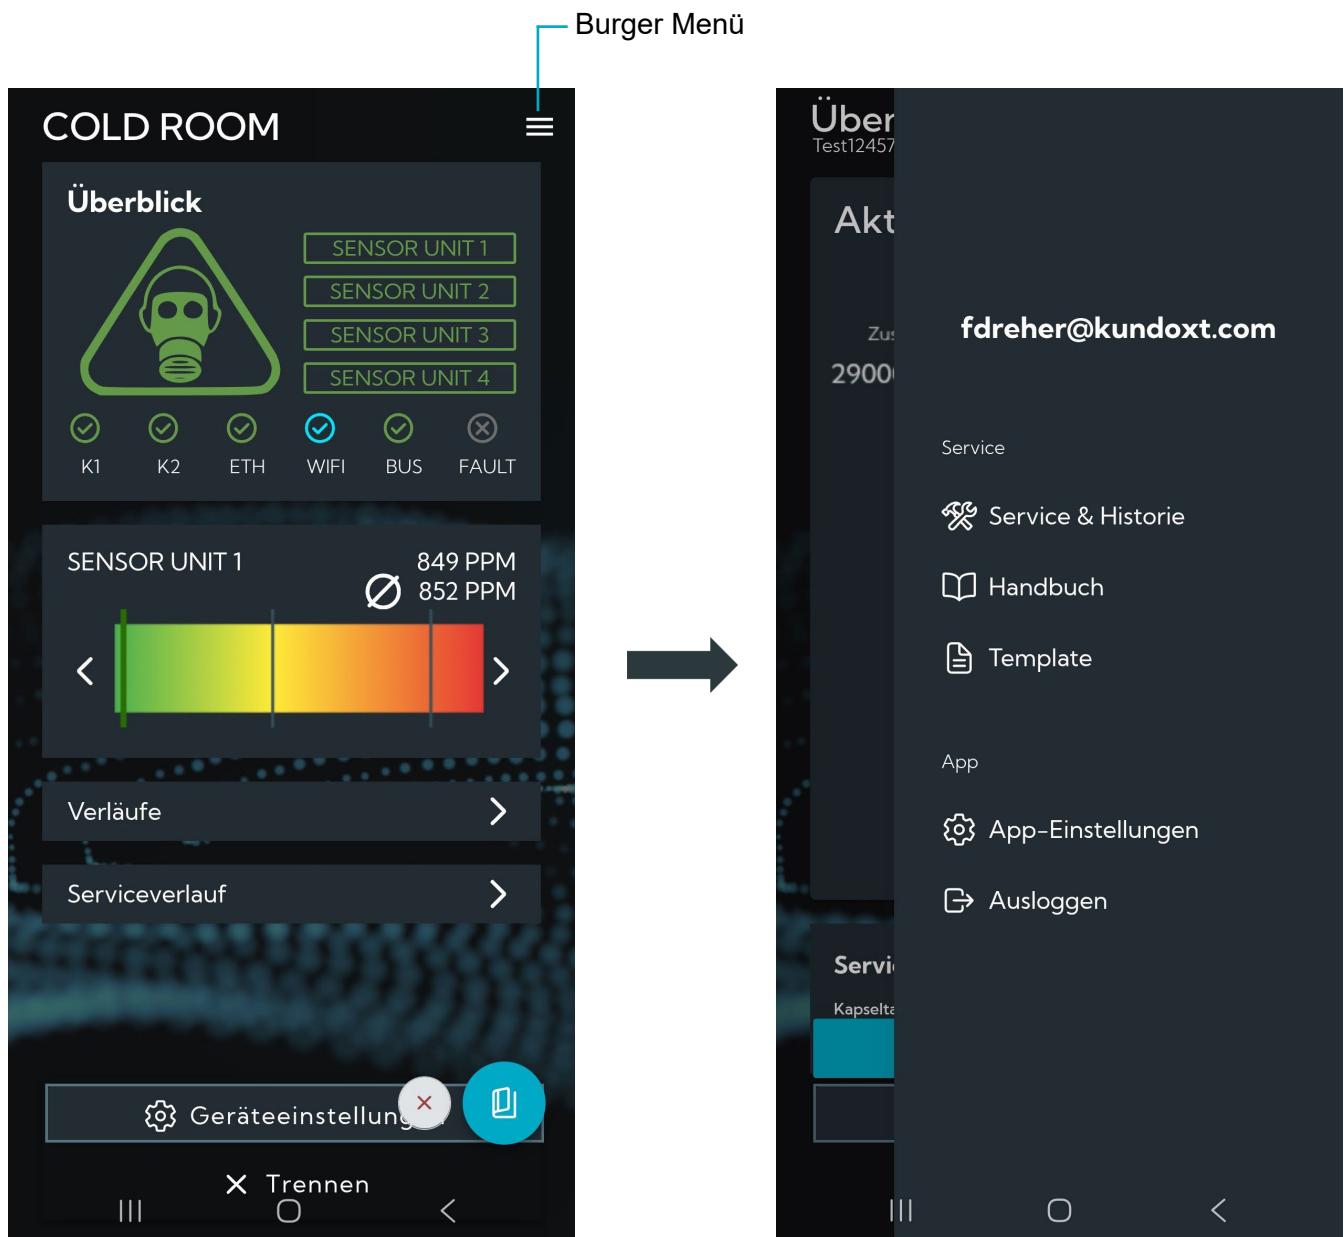 Burger Menü
COLD ROOM
Überblick
SENSOR UNIT 1
SENSOR UNIT 2
SENSOR UNIT 3
SENSOR UNIT 4
K1 K2 ETH WIFI BUS FAULT
SENSOR UNIT 1 849 PPM
852 PPM
Verläufe
Serviceverlauf
Geräteeinstellung
Trennen
Über
Test12457
Akt
Zus
2900
Servi
Kapselta
fdreher@kundoxt.com
Service
Service & Historie
Handbuch
Template
App
App-Einstellungen
Ausloggen